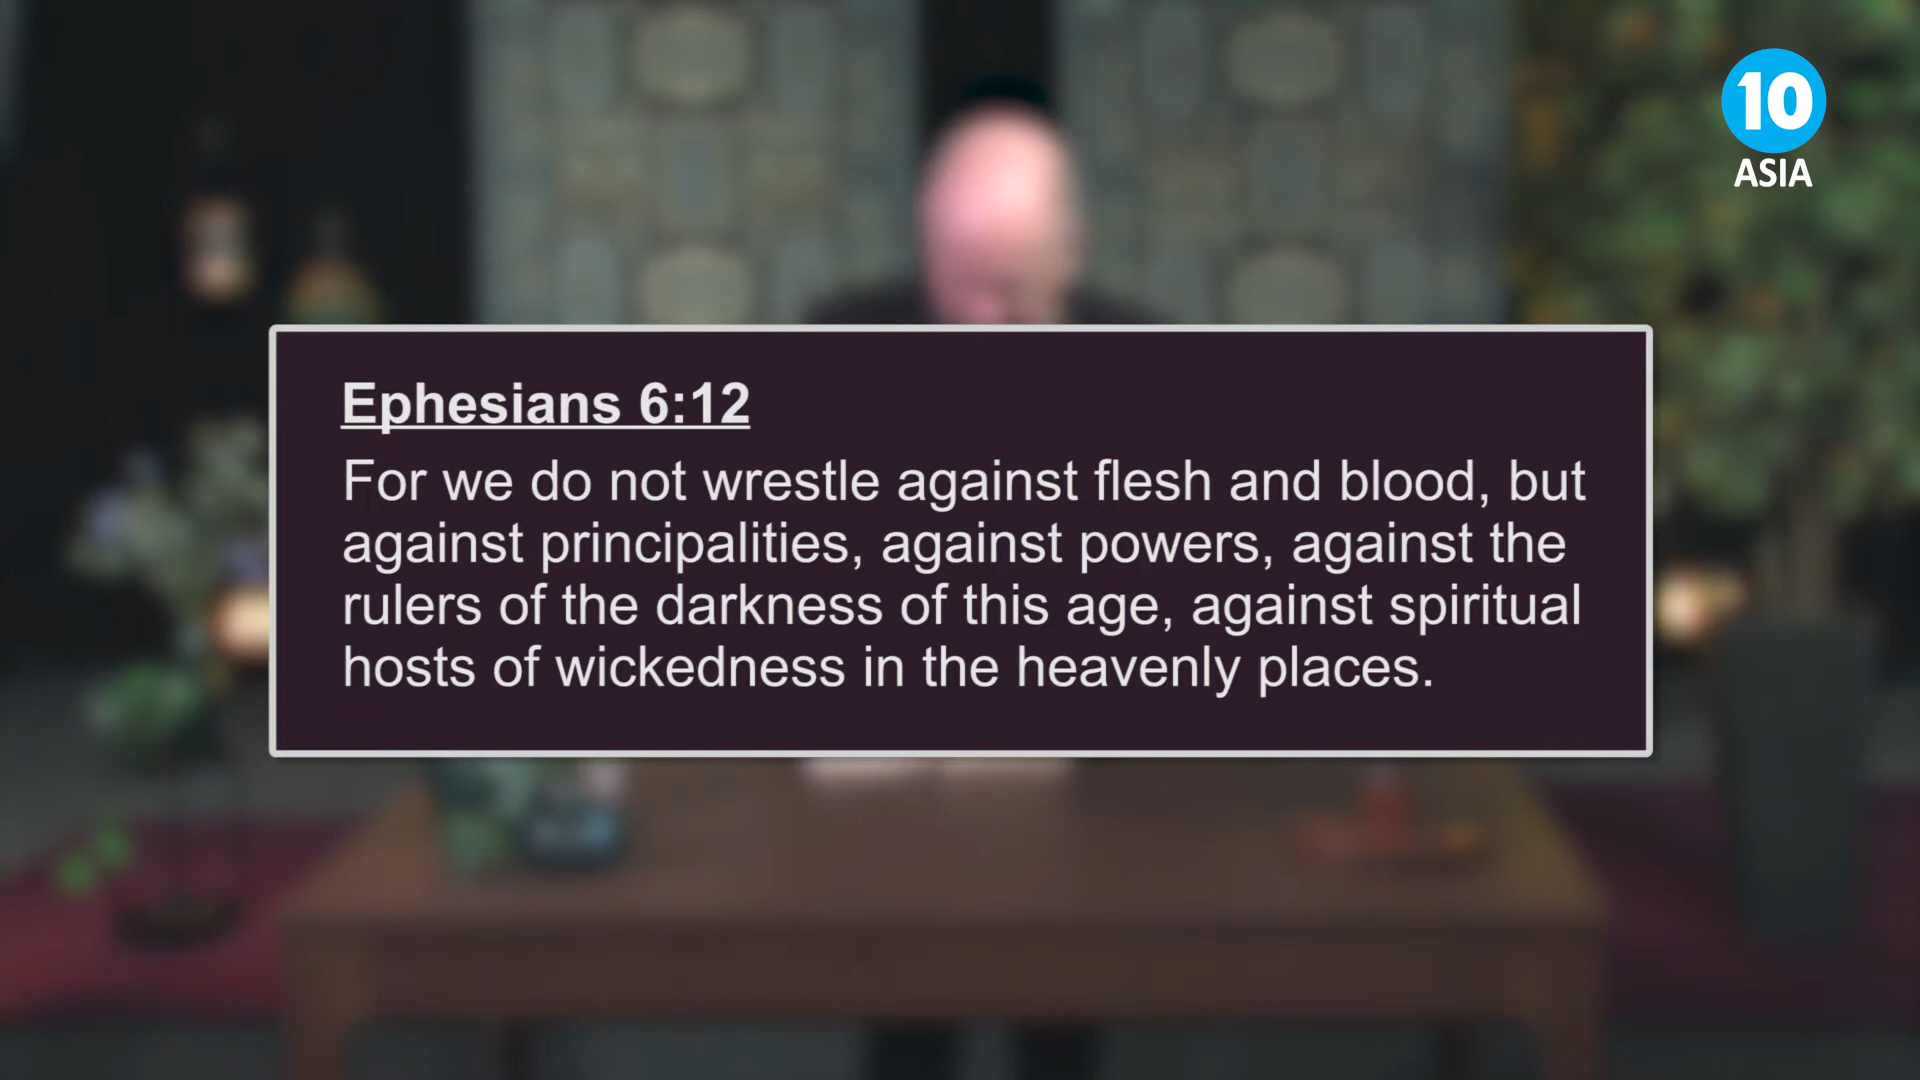 10
ASIA
Ephesians 6:12
For we do not wrestle against flesh and blood, but
against principalities, against powers, against the
rulers of the darkness of this age, against spiritual
hosts of wickedness in the heavenly places.